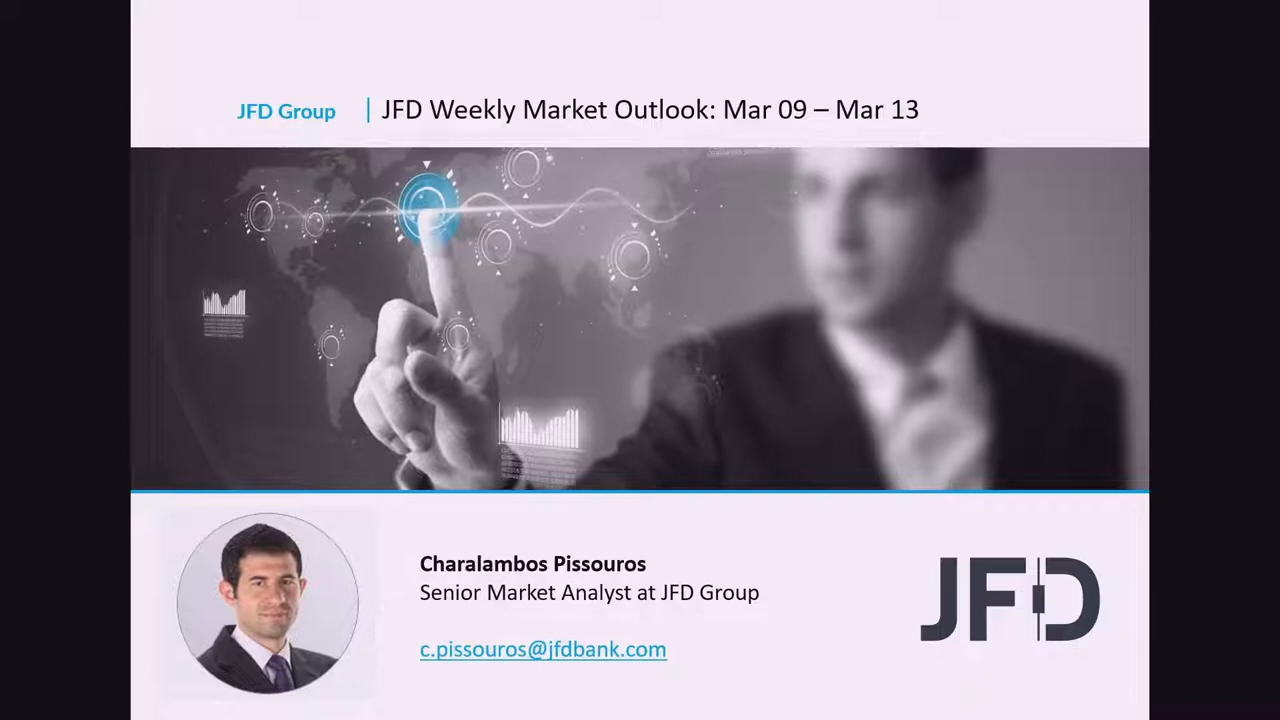 JFD Group | JFD Weekly Market Outlook: Mar 09 – Mar 13
Charalambos Pissouros
Senior Market Analyst at JFD Group
c.pissouros@jfdbank.com
JFD